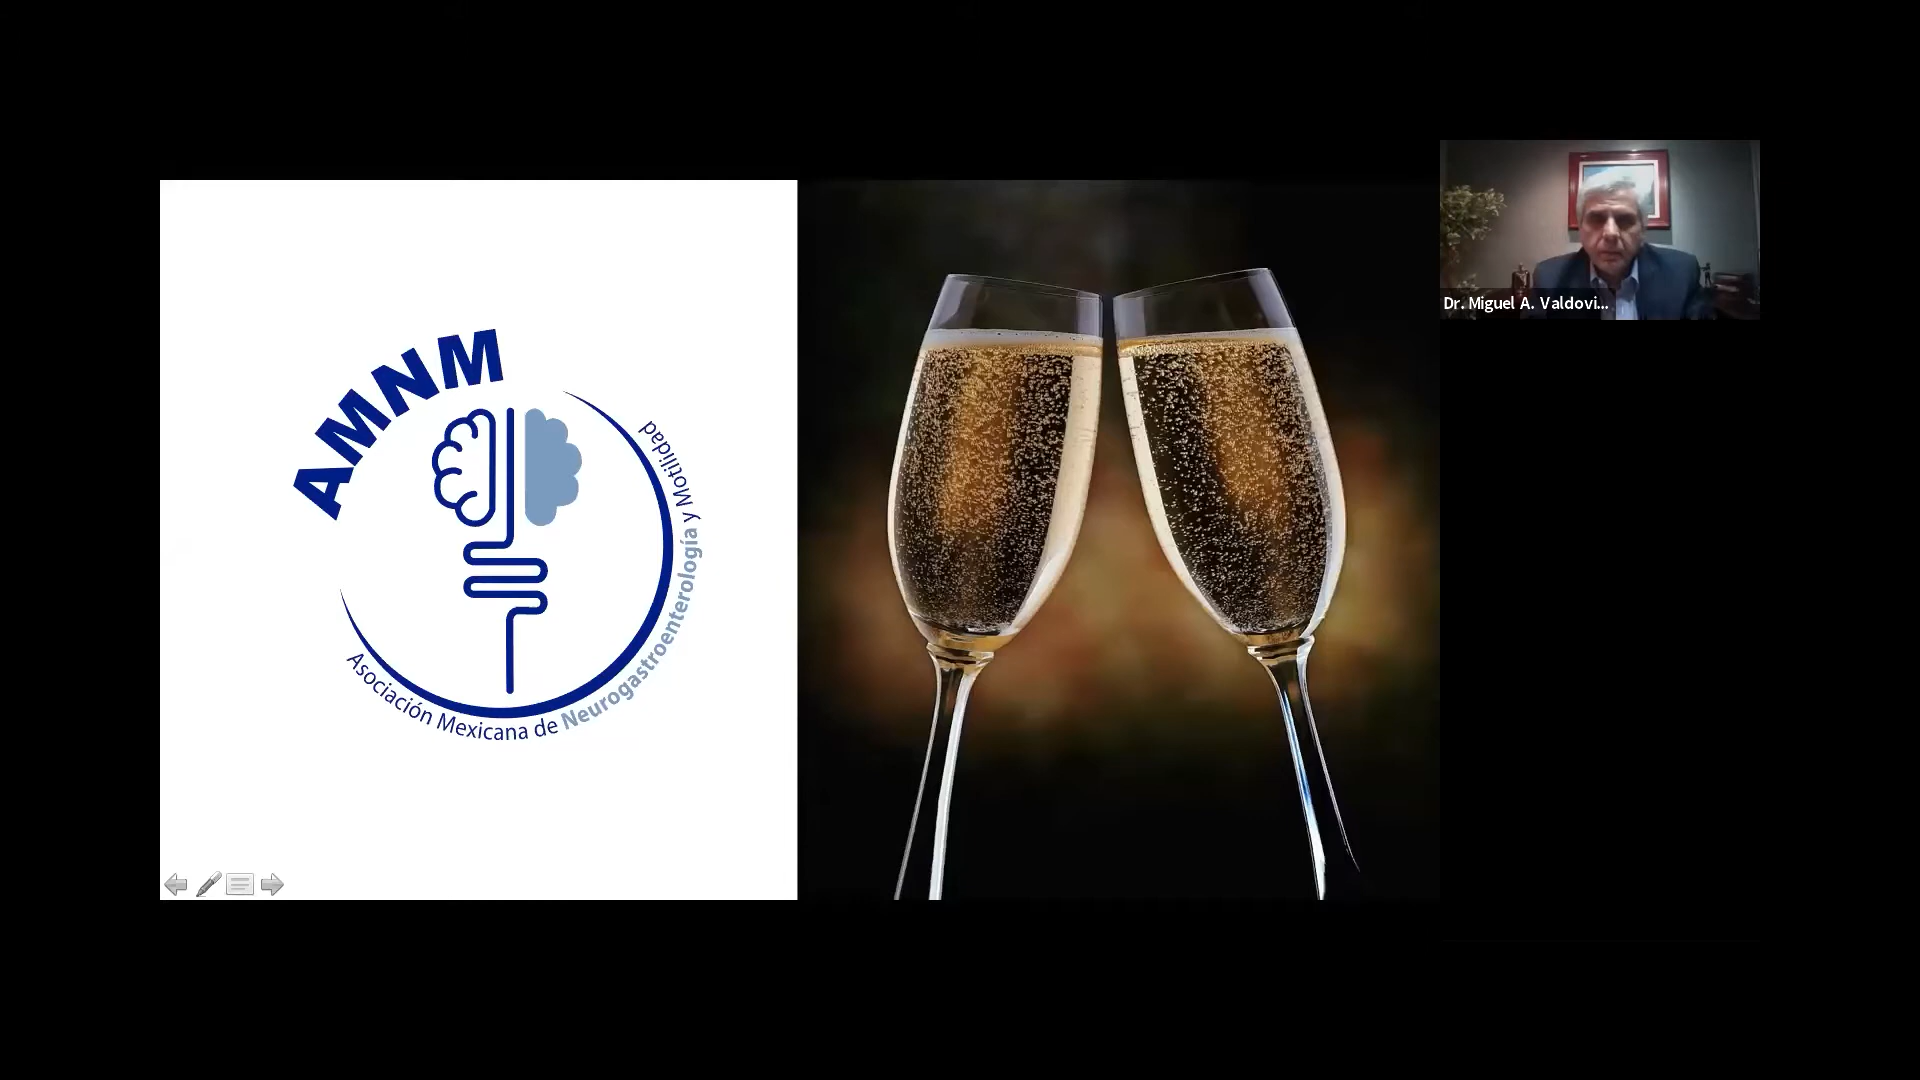 AMNM
Asociación Mexicana de Neurogastroenterología y Motilidad
Dr. Miguel A. Valdovi...